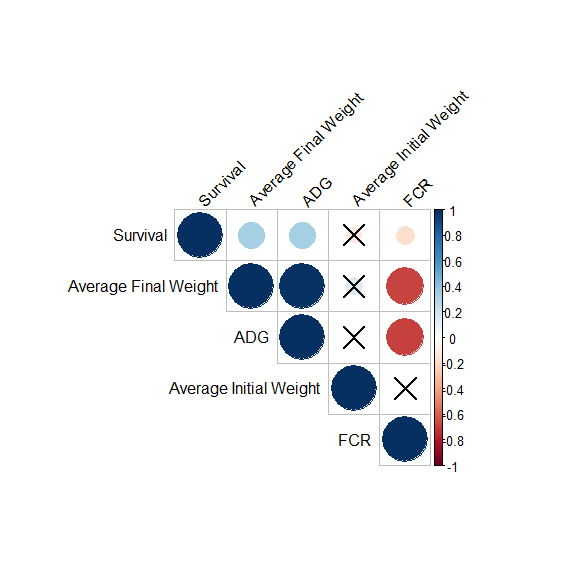 Survival
Average Final Weight
ADG
Average Initial Weight
FCR
Survival
Average Final Weight
ADG
Average Initial Weight
FCR
1
0.8
0.6
0.4
0.2
0
-0.2
-0.4
-0.6
-0.8
-1